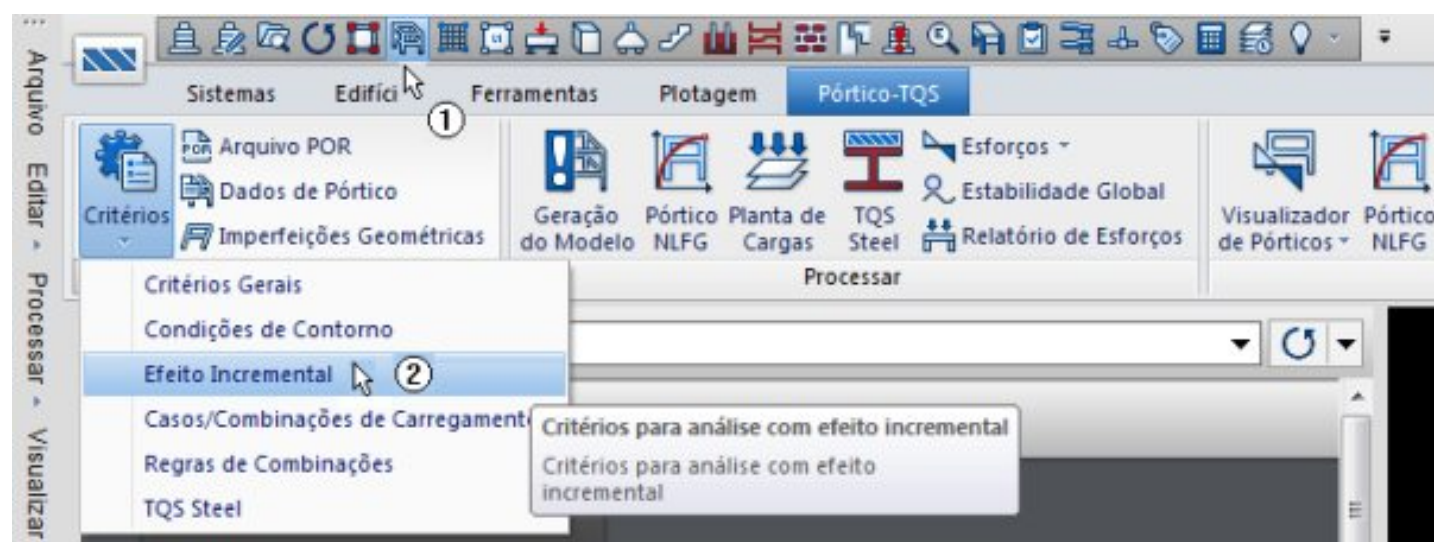 Arquivo
Editar
Processar
Visualizar
Sistemas
Edifíci
Ferramentas
Plotagem
Pórtico-TQS
1
Critérios
POR
Arquivo POR
Dados de Pórtico
Imperfeições Geométricas
Geração
do Modelo
Pórtico
NLFG
Planta de
Cargas
TQS
Steel
Esforços
Estabilidade Global
Relatório de Esforços
Visualizador
de Pórticos
Pórtico
NLFG
Processar
Critérios Gerais
Condições de Contorno
Efeito Incremental
2
Casos/Combinações de Carregamento
Regras de Combinações
TQS Steel
Critérios para análise com efeito incremental
Critérios para análise com efeito
incremental